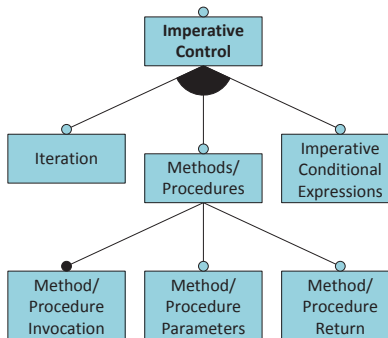 Imperative
Control
Iteration
Methods/
Procedures
Imperative
Conditional
Expressions
Method/
Procedure
Invocation
Method/
Procedure
Parameters
Method/
Procedure
Return